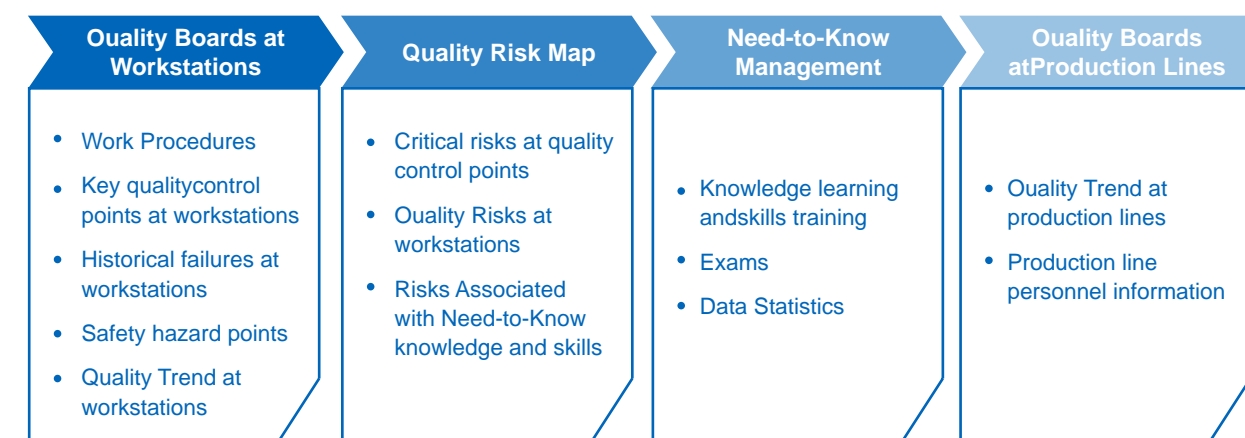 Ouality Boards at
Workstations
Work Procedures
Key qualitycontrol
points at workstations
Historical failures at
workstations
Safety hazard points
Quality Trend at
workstations
Quality Risk Map
Critical risks at quality
control points
Ouality Risks at
workstations
Risks Associated
with Need-to-Know
knowledge and skills
Need-to-Know
Management
Knowledge learning
andskills training
Exams
Data Statistics
Ouality Boards
atProduction Lines
Ouality Trend at
production lines
Production line
personnel information